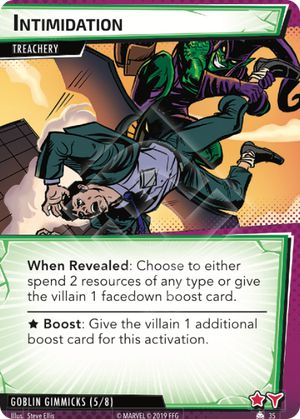 INTIMIDATION
TREACHERY
When Revealed: Choose to either
spend 2 resources of any type or give
the villain 1 facedown boost card.
★ Boost: Give the villain 1 additional
boost card for this activation.
GOBLIN GIMMICKS (5/8)
Illus. Steve Ellis
© MARVEL © 2019 FFG
35